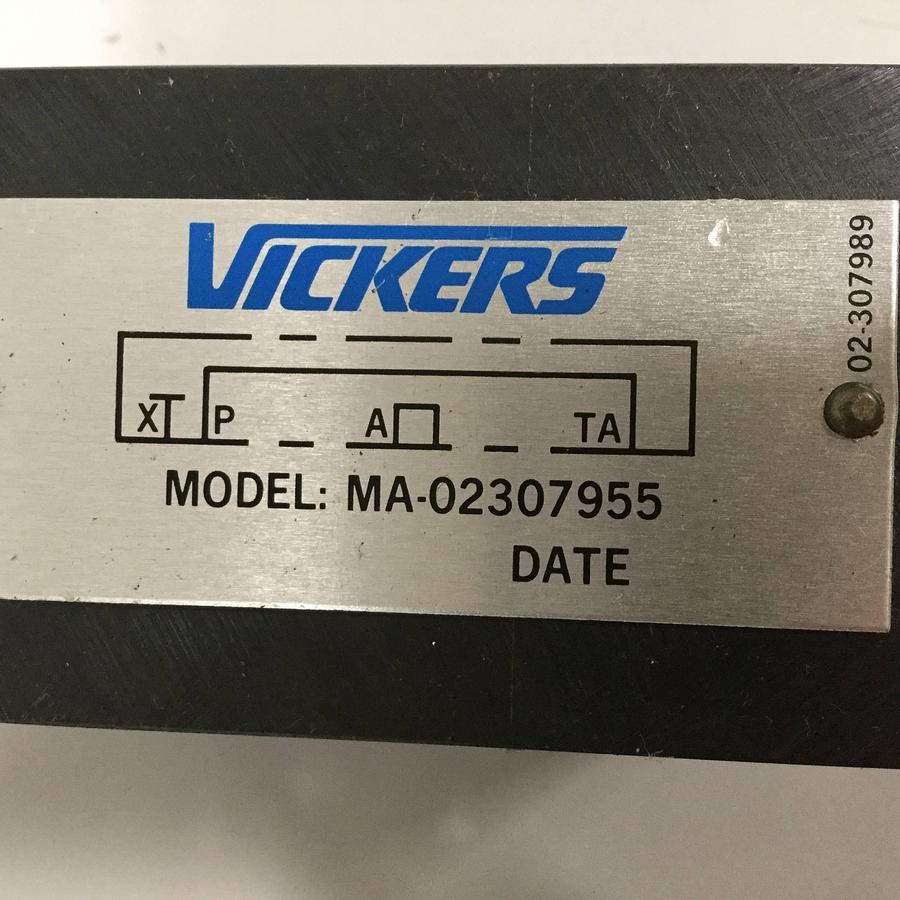 VICKERS
02-307989
X P A TA
MODEL: MA-02307955
DATE